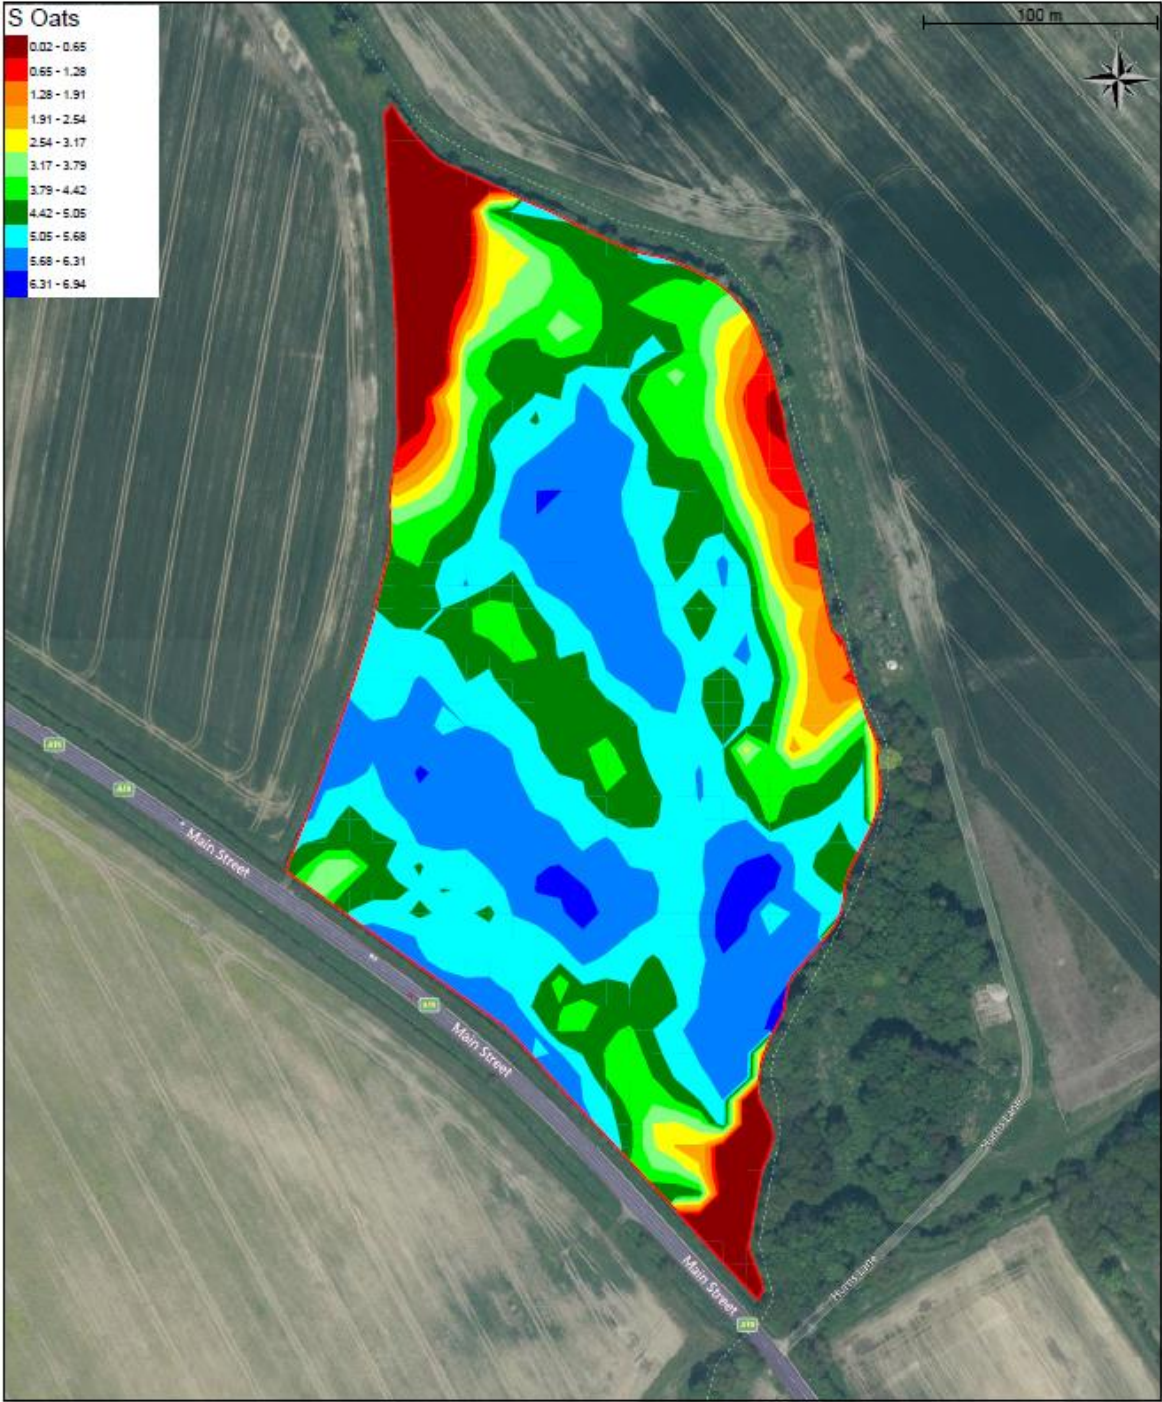 S Oats
0.02 - 0.65
0.65 - 1.28
1.28 - 1.91
1.91 - 2.54
2.54 - 3.17
3.17 - 3.79
3.79 - 4.42
4.42 - 5.05
5.05 - 5.68
5.68 - 6.31
6.31 - 6.94
100 m
Main Street
Main Street
Main Street
A19